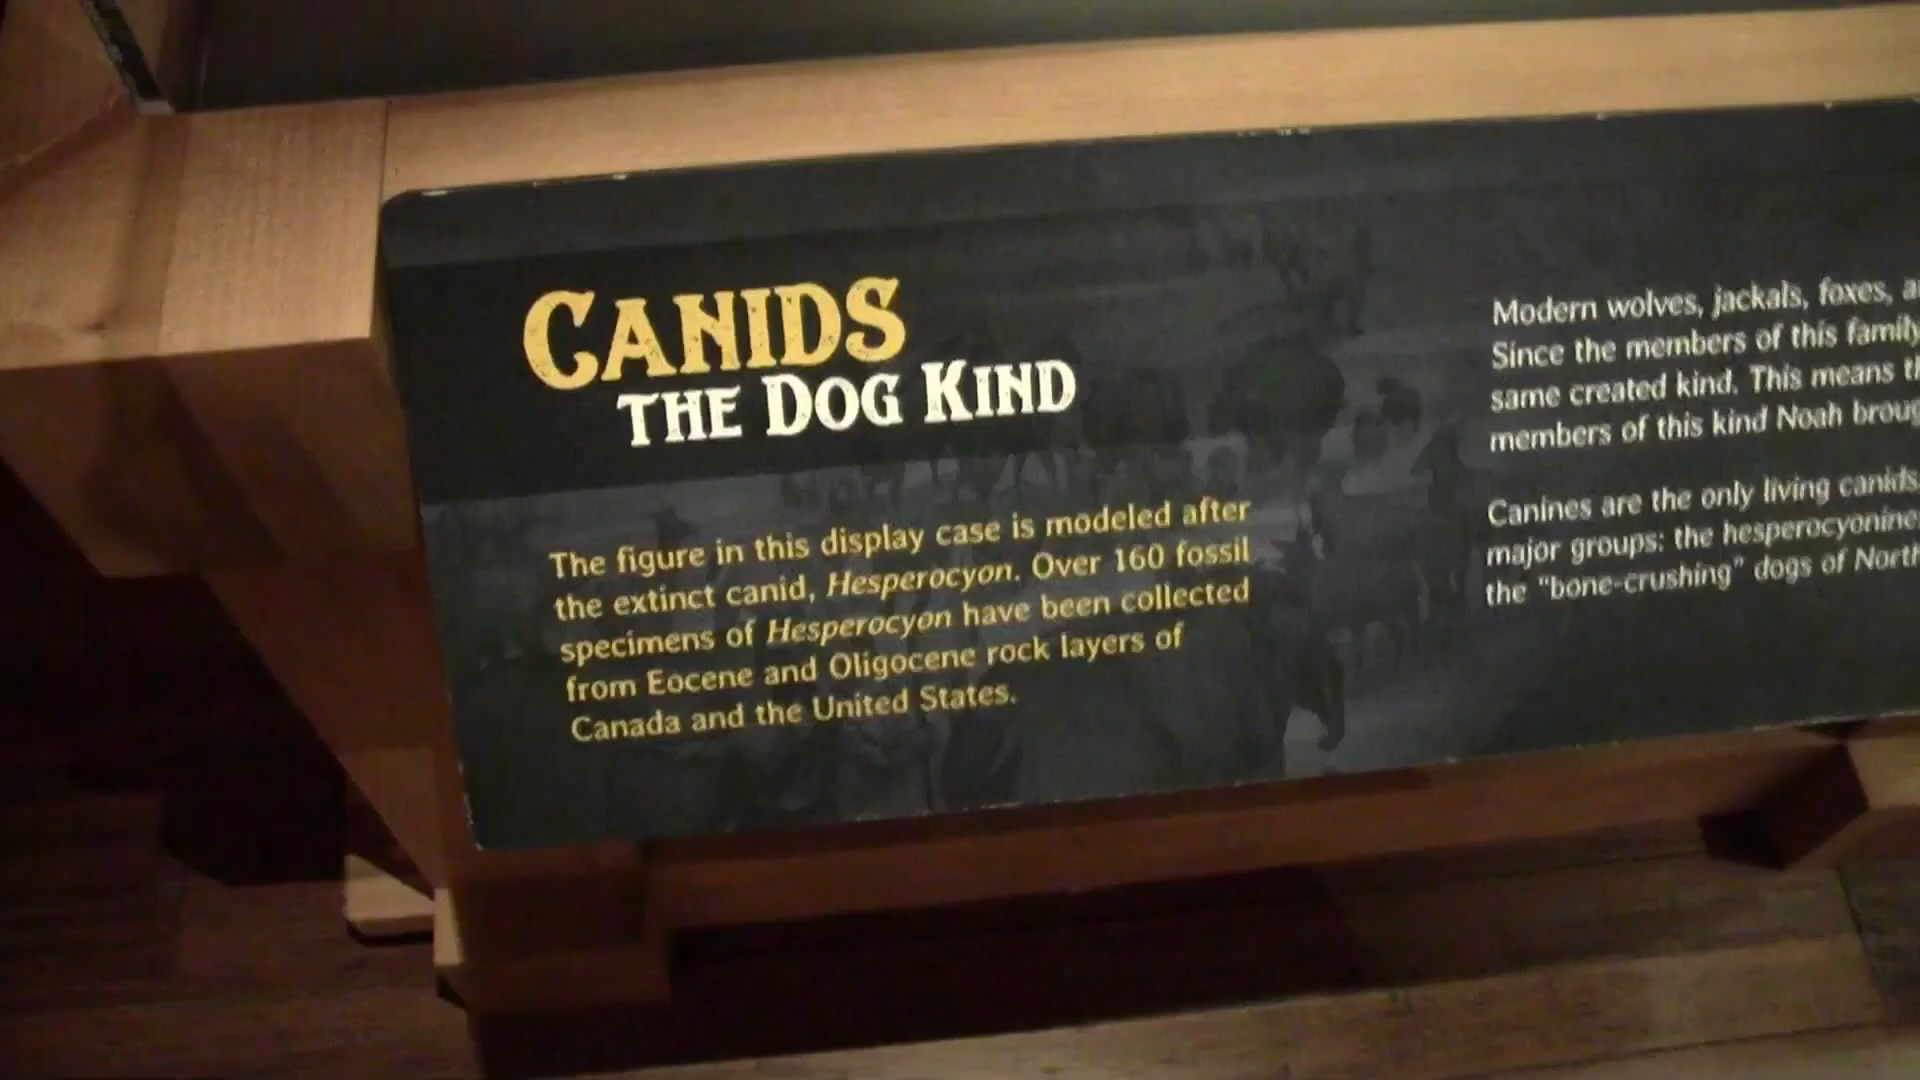 CANIDS
THE DOG KIND
The figure in this display case is modeled after
the extinct canid, Hesperocyon. Over 160 fossil
specimens of Hesperocyon have been collected
from Eocene and Oligocene rock layers of
Canada and the United States.
Modern wolves, jackals, foxes,
Since the members of this family
same created kind. This means
members of this kind Noah
Canines are the only living canids
major groups: the
the "bone-crushing" dogs of